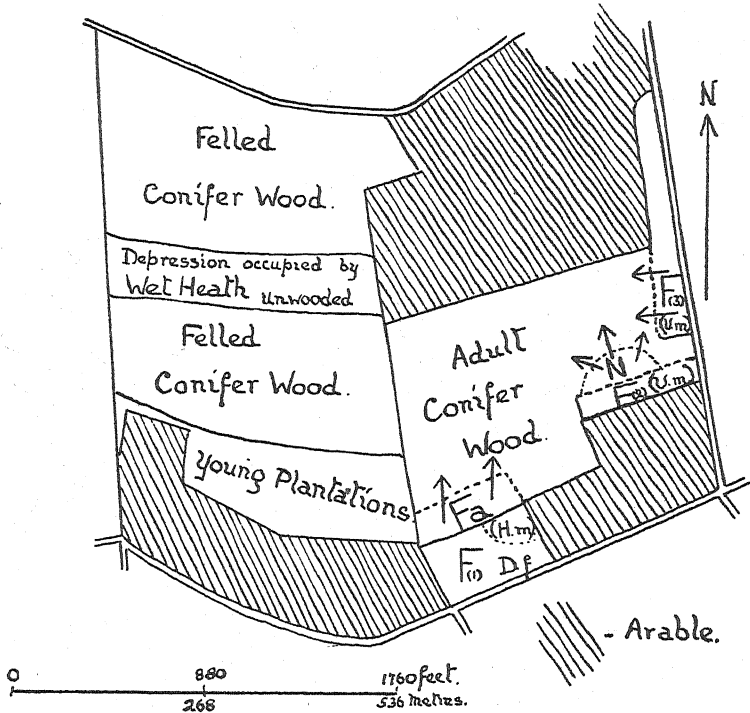 N
Felled
Conifer Wood.
Depression occupied by
Wet Heath unwooded
Felled
Conifer Wood.
Young Plantations
Adult
Conifer
Wood.
F(3)
(U.m)
N
F(2) (U.m)
Fa
(H.m)
F(1) D.f
- Arable.
0 880 1760 feet.
268 536 metres.